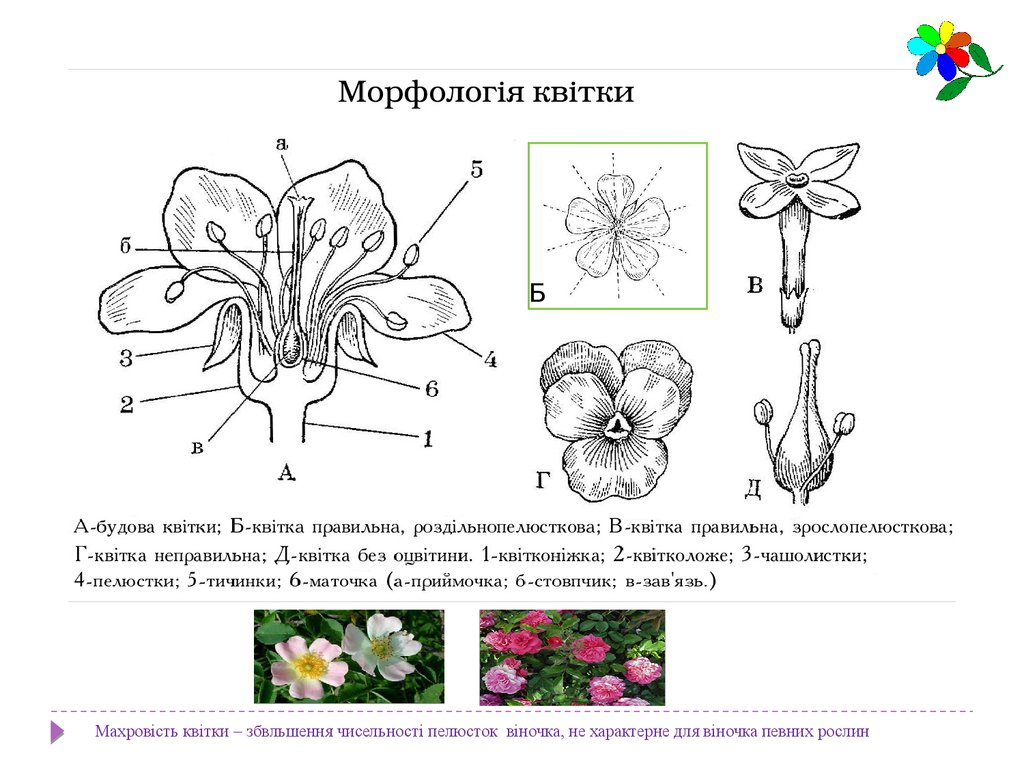 Морфологія квітки
а
5
б
3
4
2
6
в
1
А
Б
В
Г
Д
А-будова квітки; Б-квітка правильна, роздільнопелюсткова; В-квітка правильна, зрослопелюсткова;
Г-квітка неправильна; Д-квітка без оцвітини. 1-квітконіжка; 2-квітколоже; 3-чашолистки;
4-пелюстки; 5-тичинки; 6-маточка (а-приймочка; б-стовпчик; в-зав'язь.)
Махровість квітки – збвльшення чисельності пелюсток віночка, не характерне для віночка певних рослин